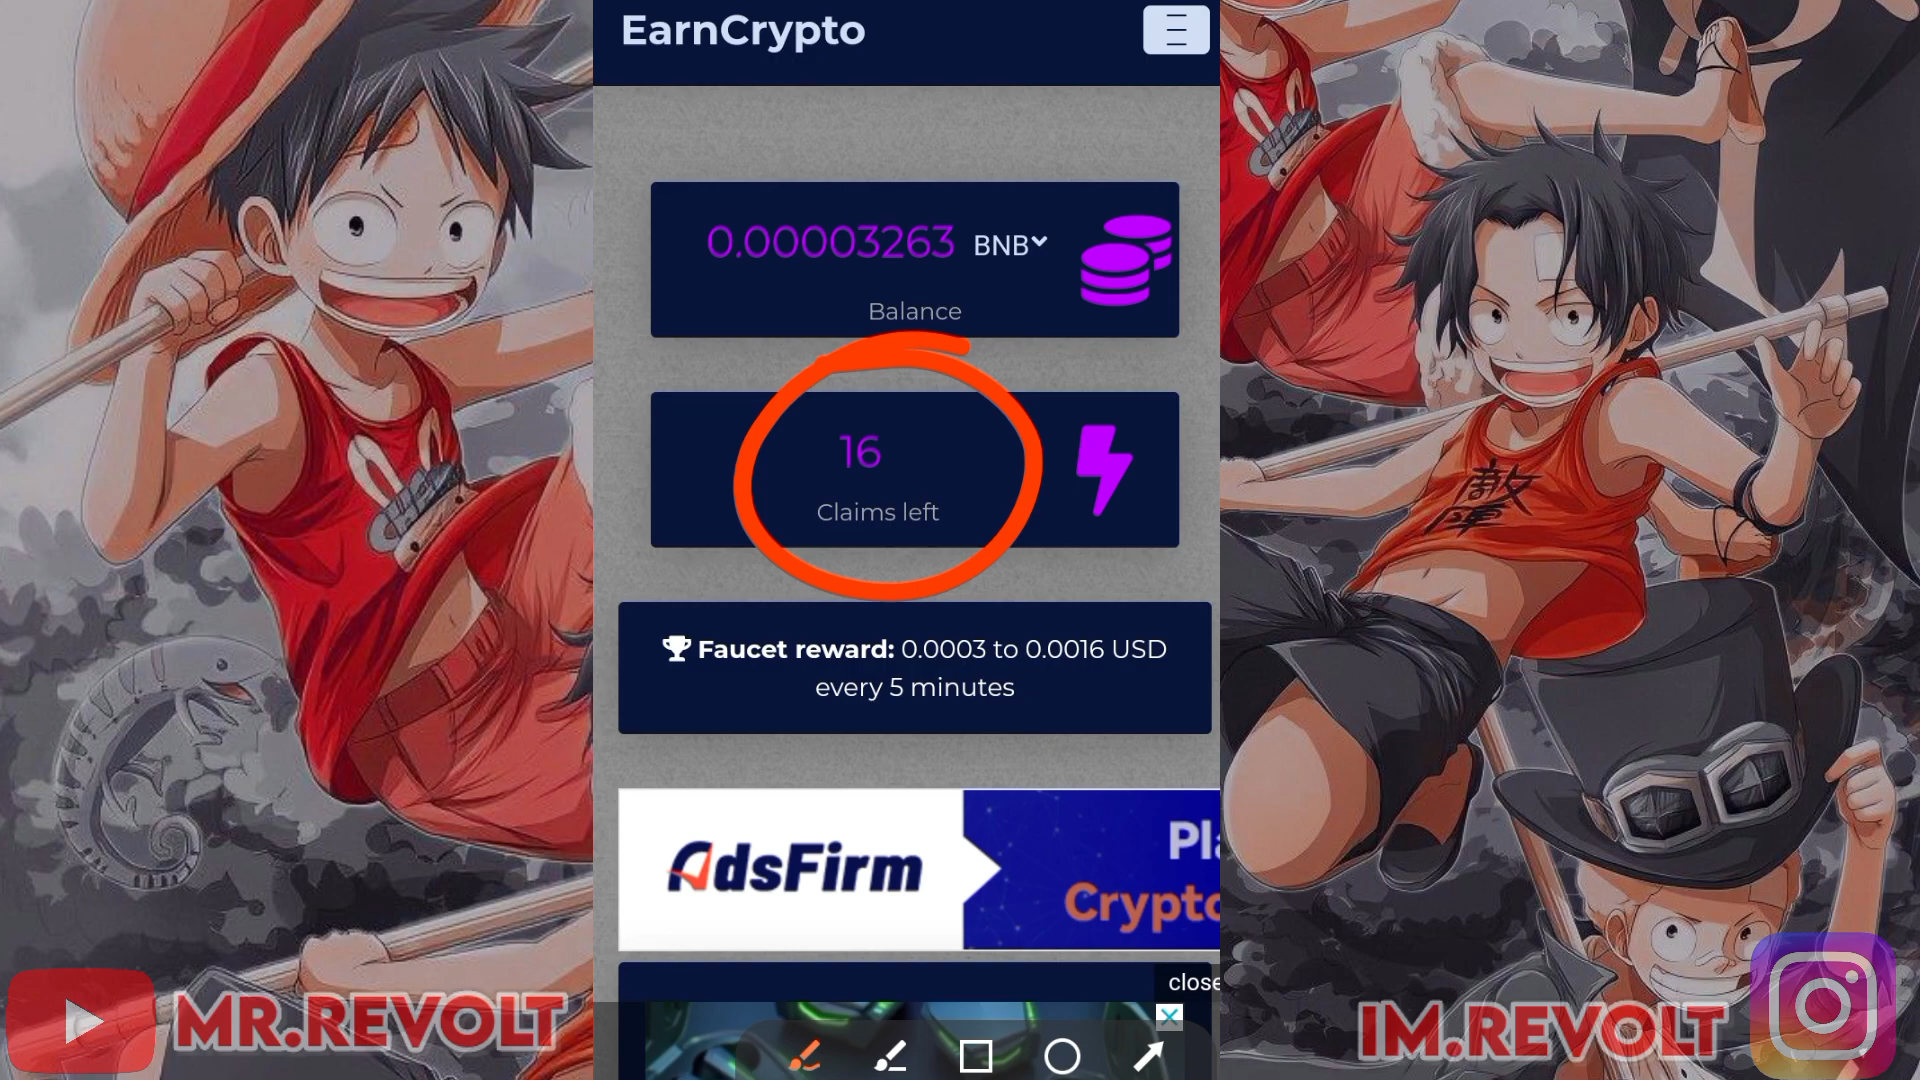 EarnCrypto
0.00003263 BNB
Balance
16
Claims left
Faucet reward: 0.0003 to 0.0016 USD
every 5 minutes
AdsFirm
Pla
Crypto
close
MR.REVOLT
IM.REVOLT